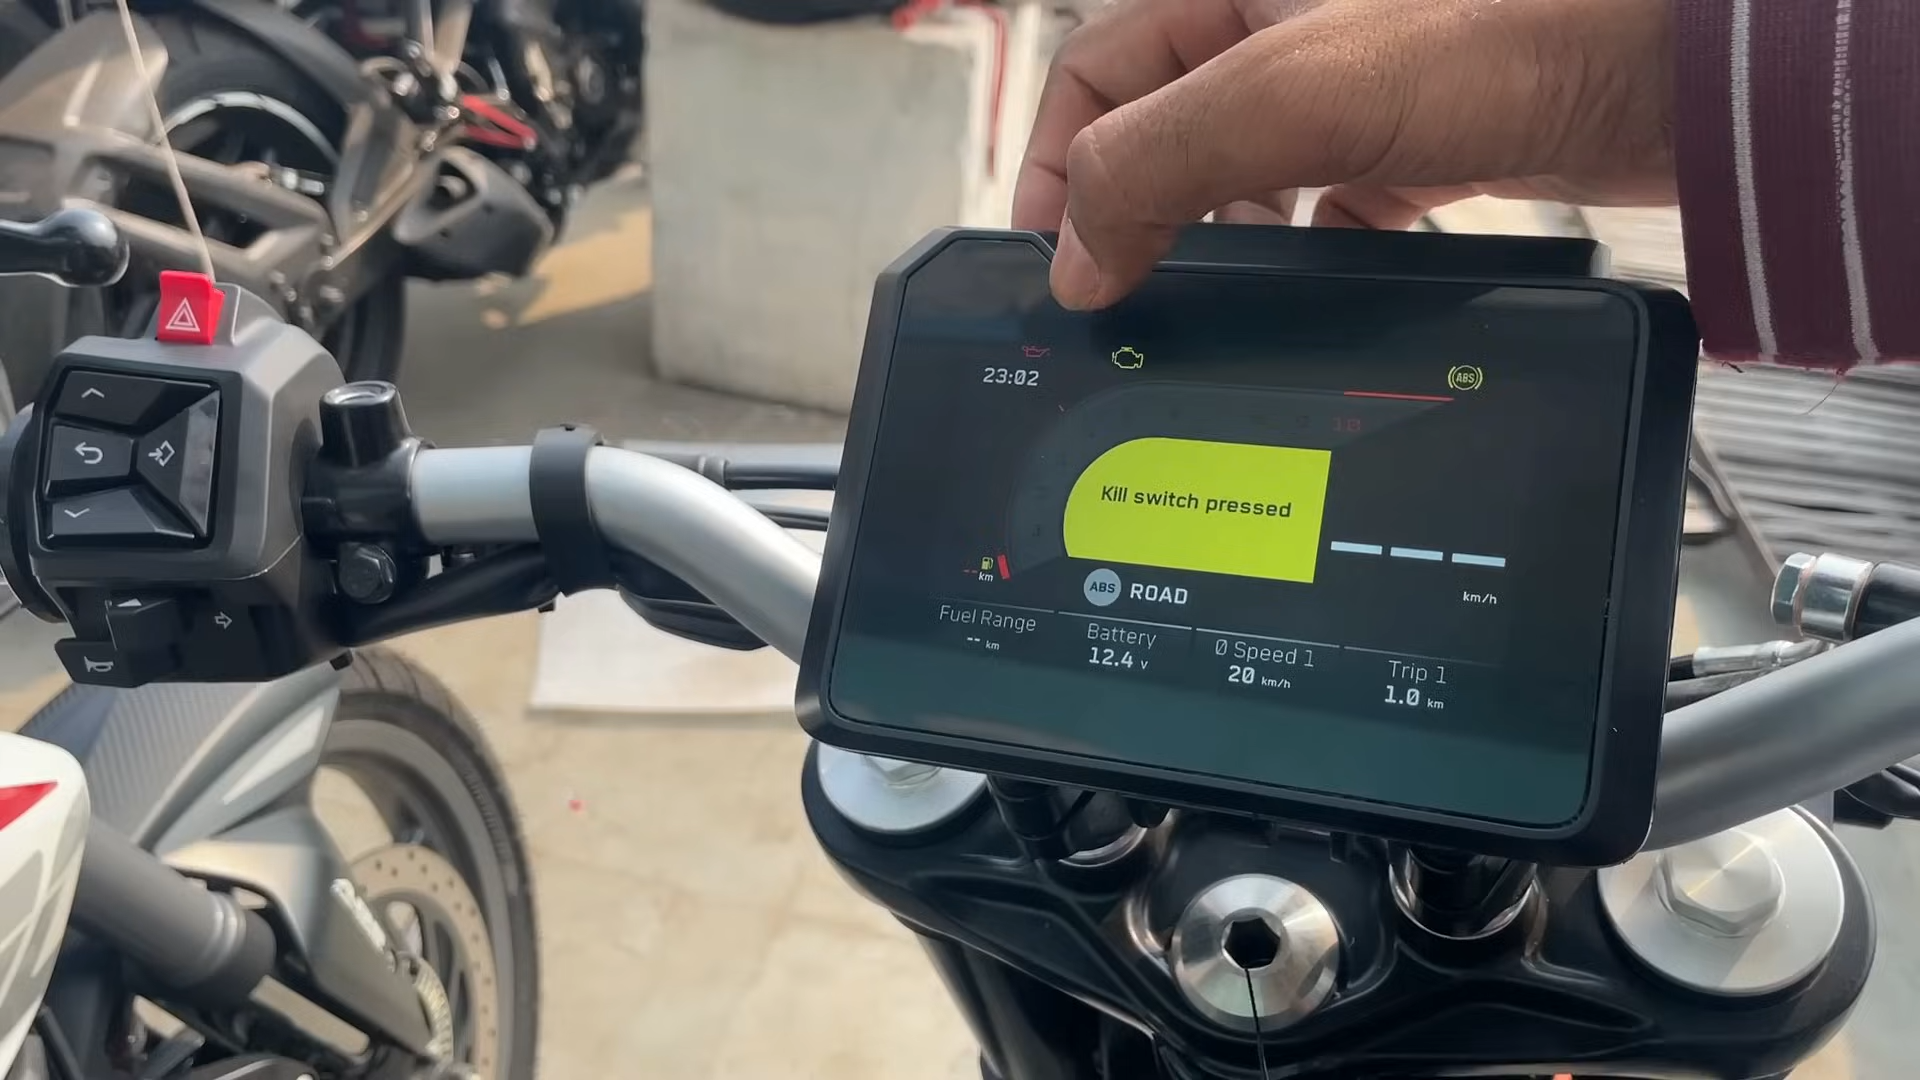 23:02
ABS
10
Kill switch pressed
-- km
km/h
ABS ROAD
Fuel Range
-- km
Battery
12.4 v
Ø Speed 1
20 km/h
Trip 1
1.0 km